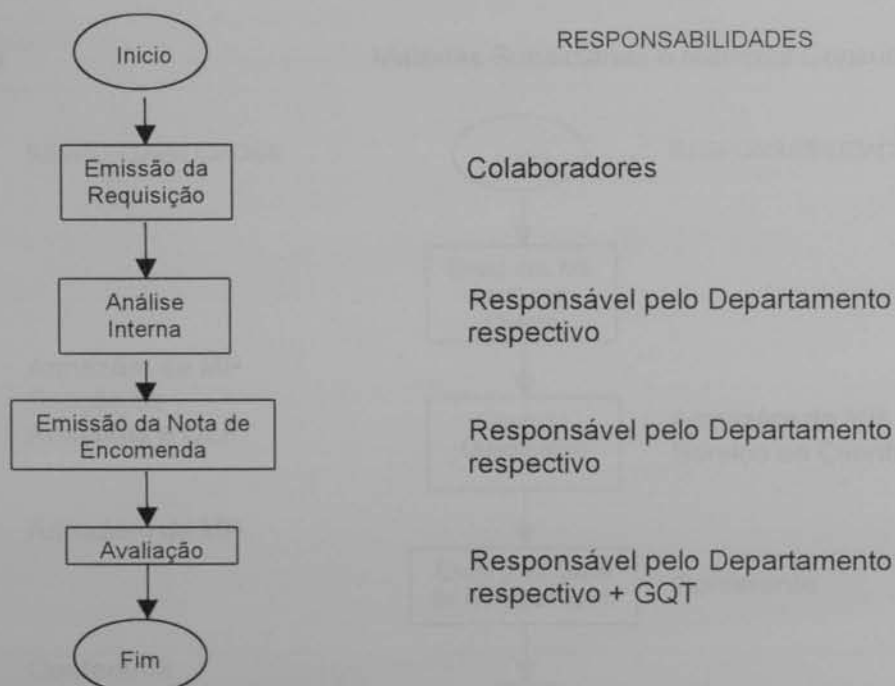 Inicio
RESPONSABILIDADES
Emissão da
Requisição
Colaboradores
Análise
Interna
Responsável pelo Departamento
respectivo
Emissão da Nota de
Encomenda
Responsável pelo Departamento
respectivo
Avaliação
Responsável pelo Departamento
respectivo + GQT
Fim